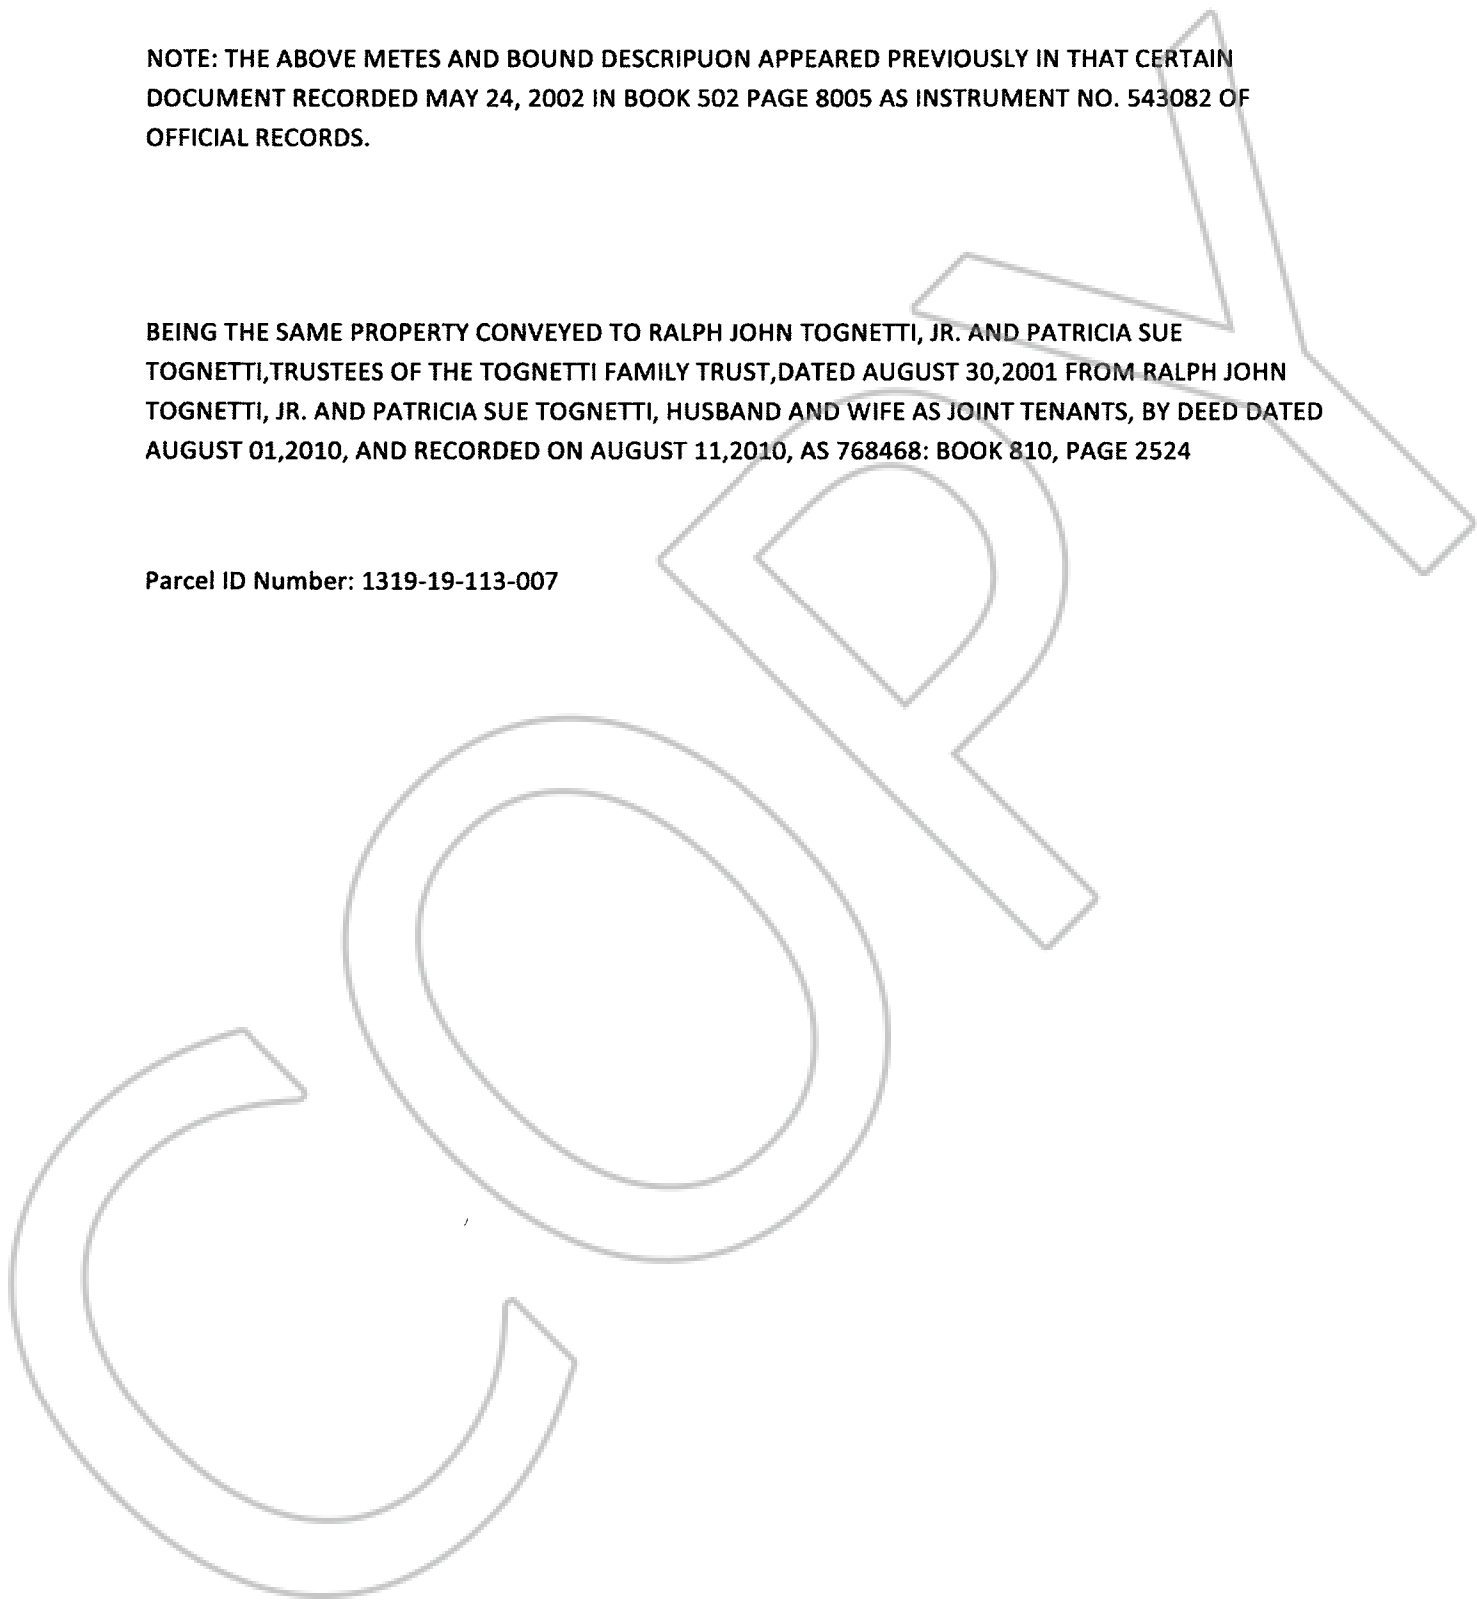 NOTE: THE ABOVE METES AND BOUND DESCRIPUON APPEARED PREVIOUSLY IN THAT CERTAIN
DOCUMENT RECORDED MAY 24, 2002 IN BOOK 502 PAGE 8005 AS INSTRUMENT NO. 543082 OF
OFFICIAL RECORDS.
BEING THE SAME PROPERTY CONVEYED TO RALPH JOHN TOGNETTI, JR. AND PATRICIA SUE
TOGNETTI,TRUSTEES OF THE TOGNETTI FAMILY TRUST,DATED AUGUST 30,2001 FROM RALPH JOHN
TOGNETTI, JR. AND PATRICIA SUE TOGNETTI, HUSBAND AND WIFE AS JOINT TENANTS, BY DEED DATED
AUGUST 01,2010, AND RECORDED ON AUGUST 11,2010, AS 768468: BOOK 810, PAGE 2524
Parcel ID Number: 1319-19-113-007
COPY